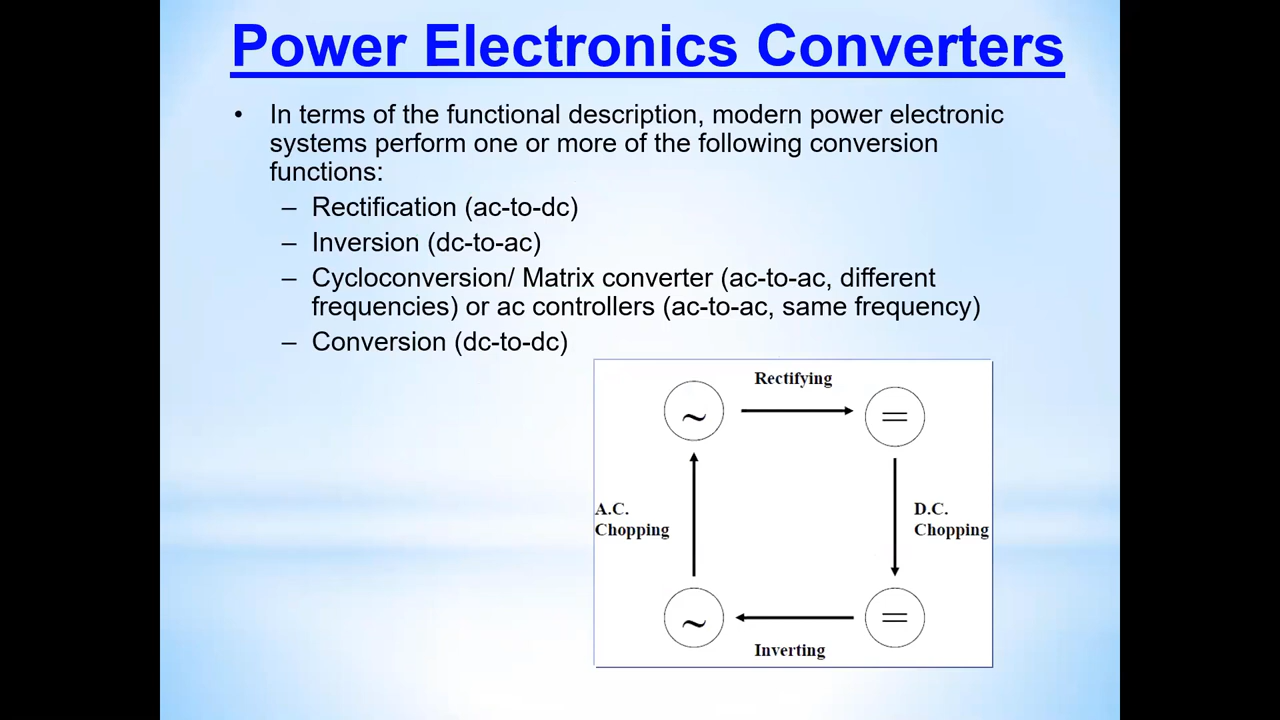 Power Electronics Converters
• In terms of the functional description, modern power electronic
systems perform one or more of the following conversion
functions:
– Rectification (ac-to-dc)
– Inversion (dc-to-ac)
– Cycloconversion/ Matrix converter (ac-to-ac, different
frequencies) or ac controllers (ac-to-ac, same frequency)
– Conversion (dc-to-dc)
Rectifying
~
=
A.C.
Chopping
D.C.
Chopping
~
=
Inverting